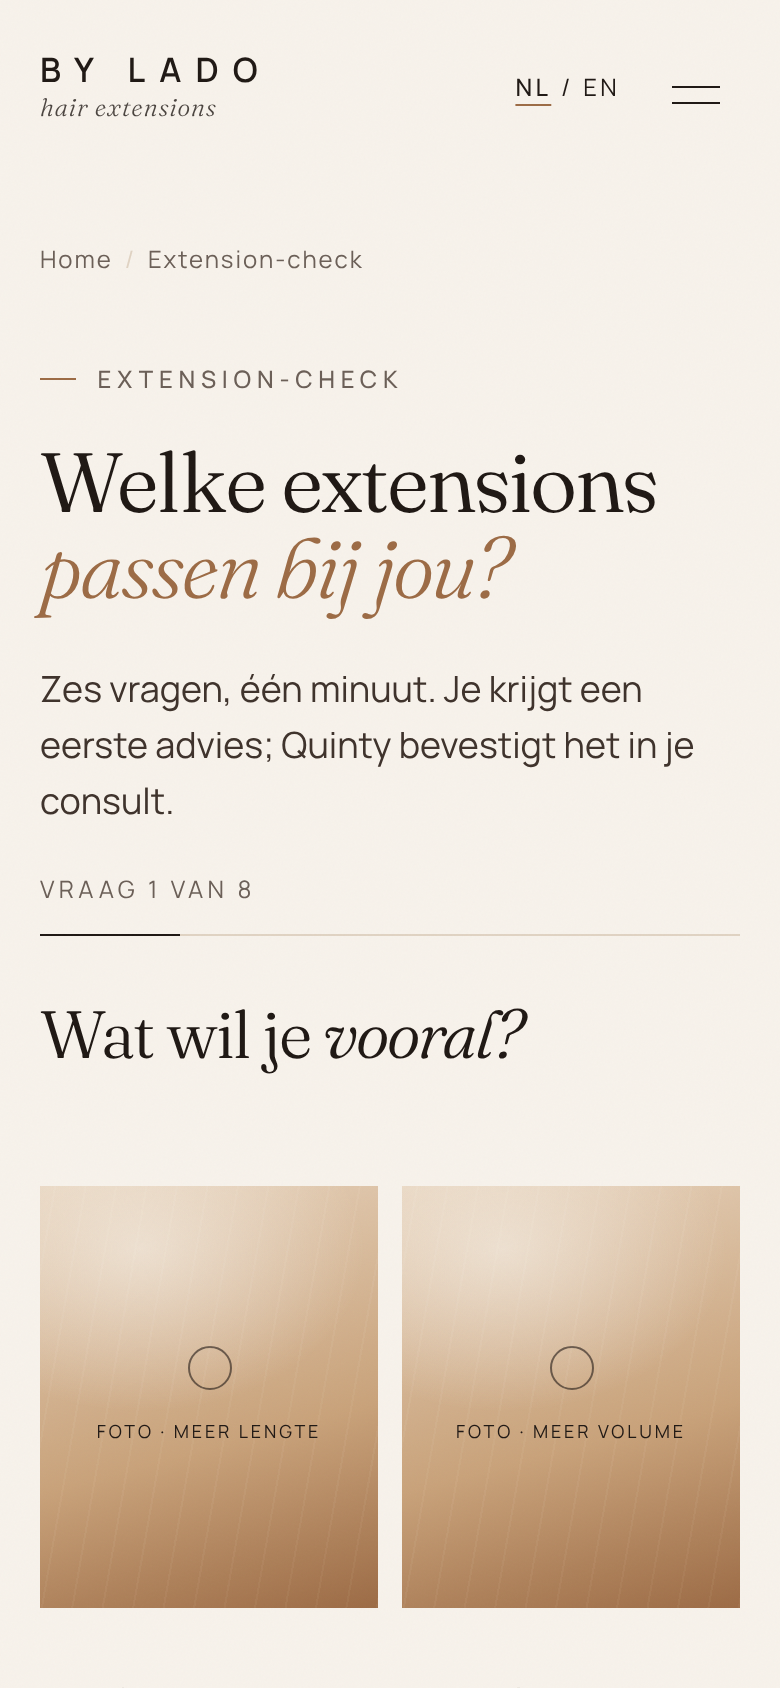 BY LADO
hair extensions
NL / EN
Home / Extension-check
EXTENSION-CHECK
Welke extensions
passen bij jou?
Zes vragen, één minuut. Je krijgt een
eerste advies; Quinty bevestigt het in je
consult.
VRAAG 1 VAN 8
Wat wil je vooral?
FOTO · MEER LENGTE
FOTO · MEER VOLUME